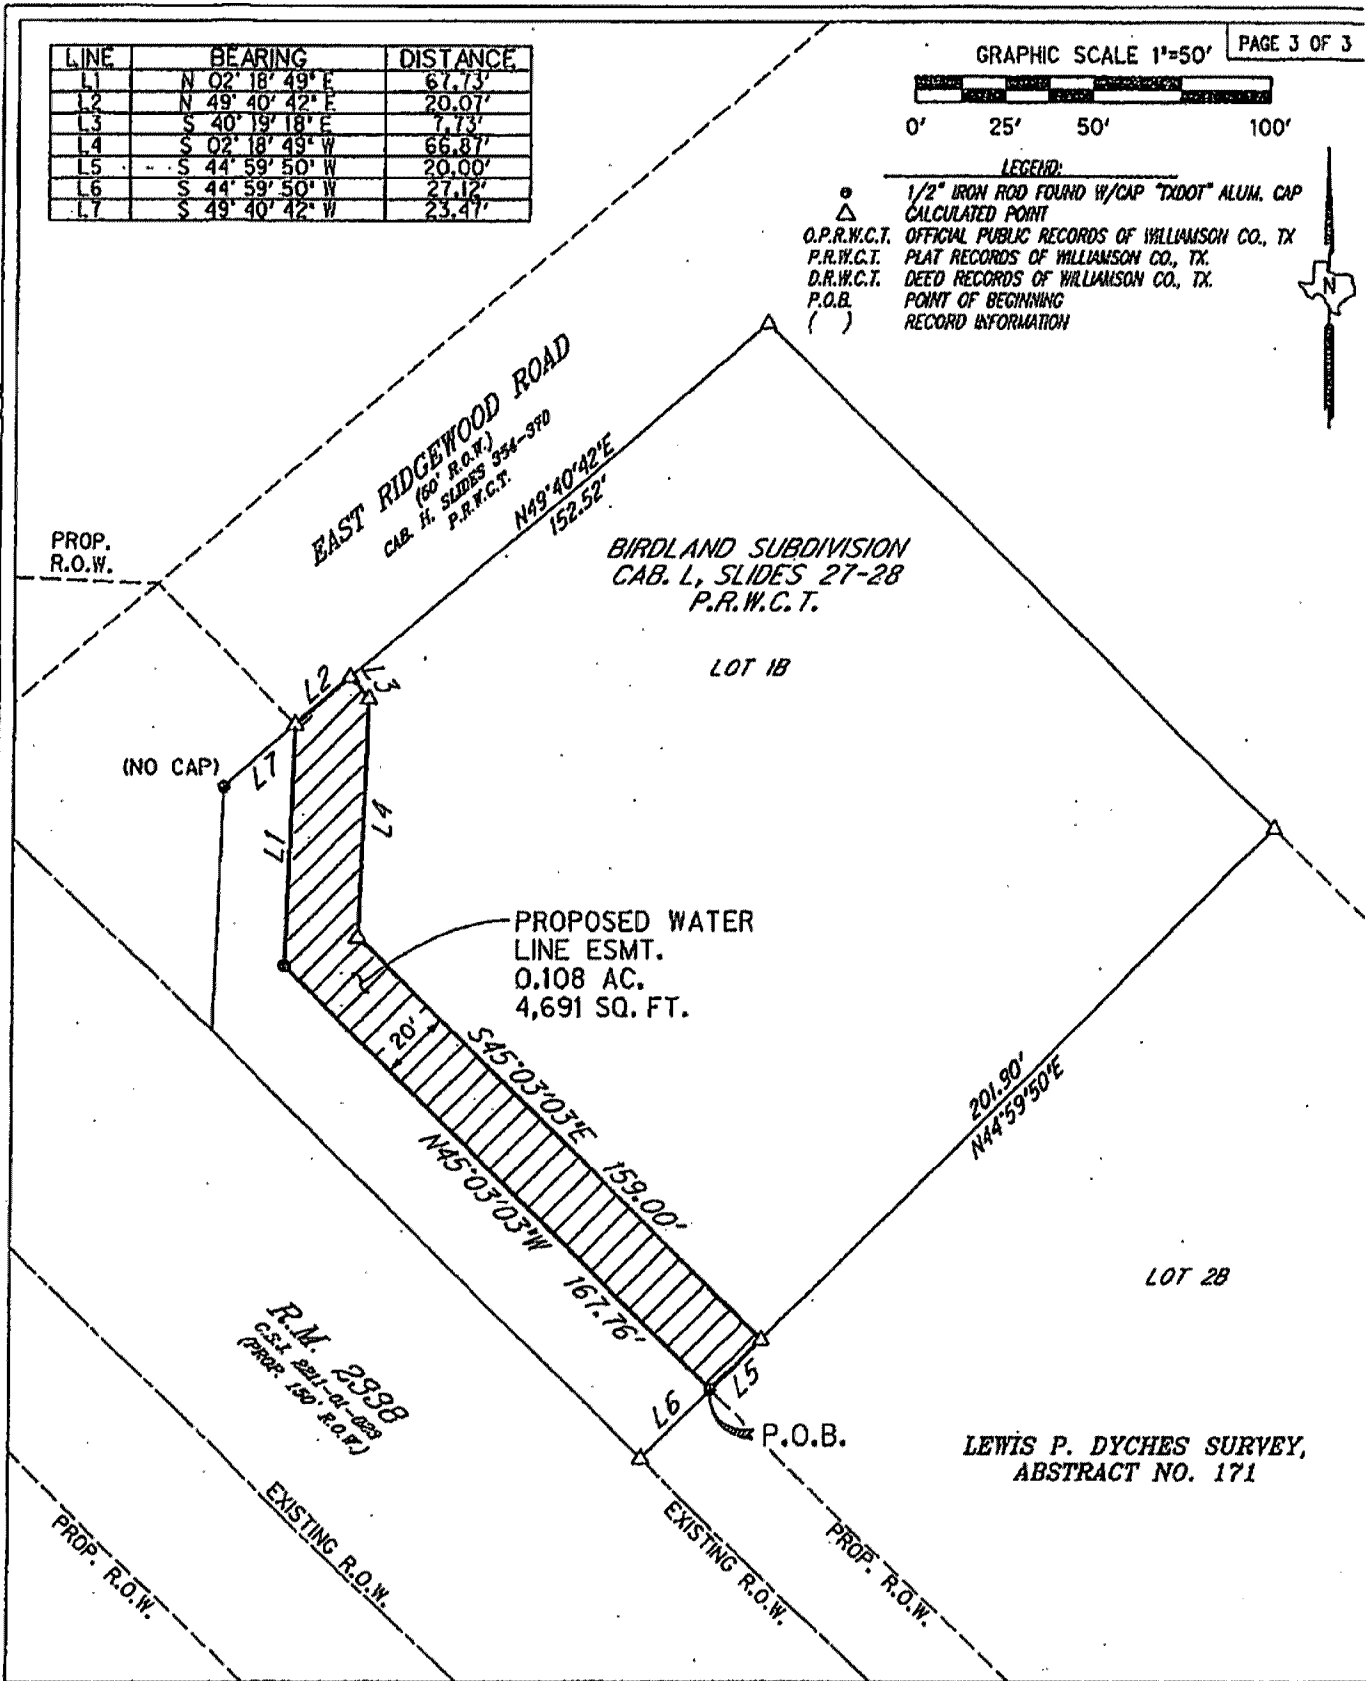 PAGE 3 OF 3
LINE BEARING DISTANCE
L1 N 02° 18' 49" E 67.73'
L2 N 49° 40' 42" E 20.07'
L3 S 40° 19' 18" E 7.73'
L4 S 02° 18' 49" W 66.87'
L5 S 44° 59' 50" W 20.00'
L6 S 44° 59' 50" W 27.12'
L7 S 49° 40' 42" W 23.47'
GRAPHIC SCALE 1"=50'
0' 25' 50' 100'
LEGEND:
1/2" IRON ROD FOUND W/CAP "TXDOT" ALUM. CAP
CALCULATED POINT
O.P.R.W.C.T. OFFICIAL PUBLIC RECORDS OF WILLIAMSON CO., TX
P.R.W.C.T. PLAT RECORDS OF WILLIAMSON CO., TX.
D.R.W.C.T. DEED RECORDS OF WILLIAMSON CO., TX.
P.O.B. POINT OF BEGINNING
( ) RECORD INFORMATION
N
EAST RIDGEWOOD ROAD
(60' R.O.W.)
CAB. H. SLIDES 354-370
P.R.W.C.T.
N49°40'42"E
152.52'
PROP.
R.O.W.
BIRDLAND SUBDIVISION
CAB. L, SLIDES 27-28
P.R.W.C.T.
LOT 1B
L2
L3
(NO CAP)
L7
L1
L4
PROPOSED WATER
LINE ESMT.
0.108 AC.
4,691 SQ. FT.
20'
S45°03'03"E 159.00'
N45°03'03"W 167.76'
201.90'
N44°59'50"E
LOT 2B
R.M. 2338
C.S.J. 2211-01-023
(PROP. 150' R.O.W.)
L5
L6
P.O.B.
LEWIS P. DYCHES SURVEY,
ABSTRACT NO. 171
PROP. R.O.W.
EXISTING R.O.W.
EXISTING R.O.W.
PROP. R.O.W.